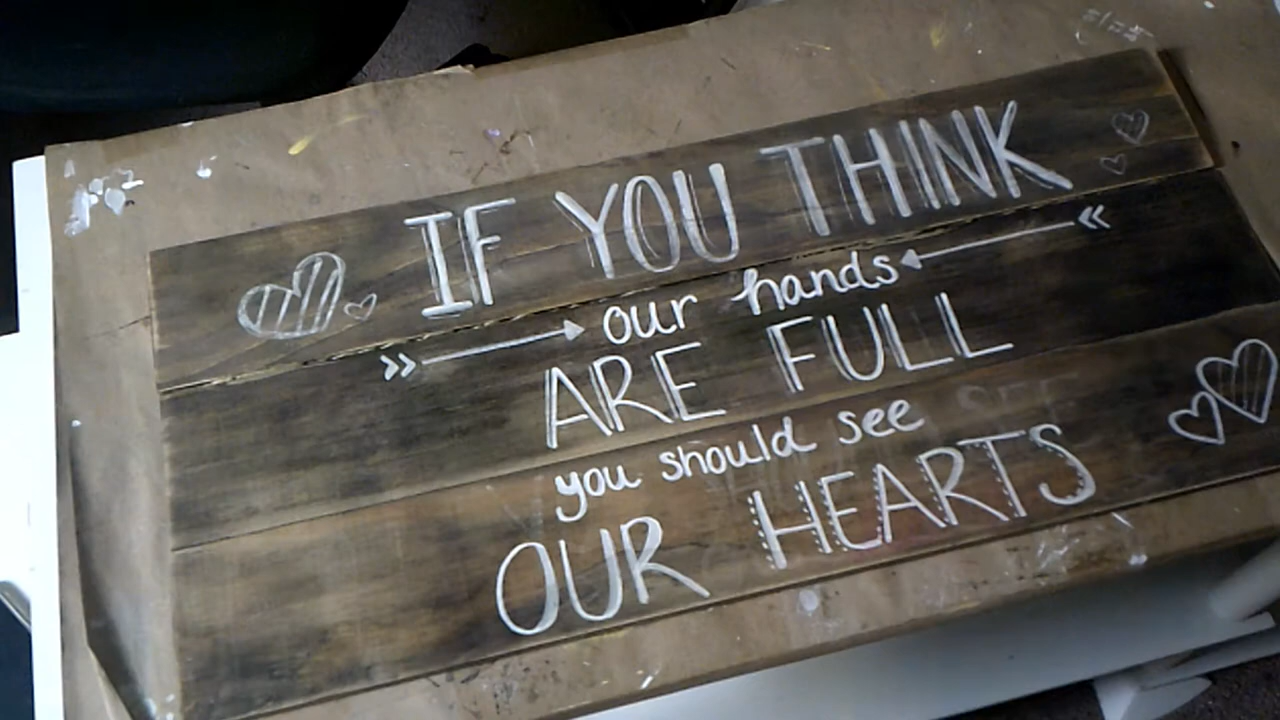 IF YOU THINK
our hands
ARE FULL
you should see
OUR HEARTS